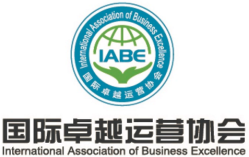 International Association of Business Excellence
IABE
国际卓越运营协会
国际卓越运营协会
International Association of Business Excellence